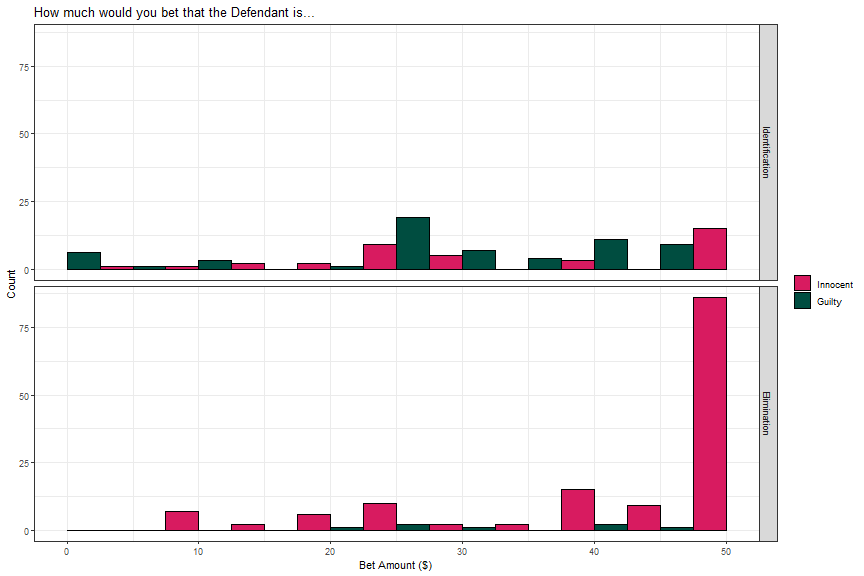 How much would you bet that the Defendant is...
Count
75
50
25
0
Identification
75
50
25
0
Elimination
0 10 20 30 40 50
Bet Amount ($)
Innocent
Guilty